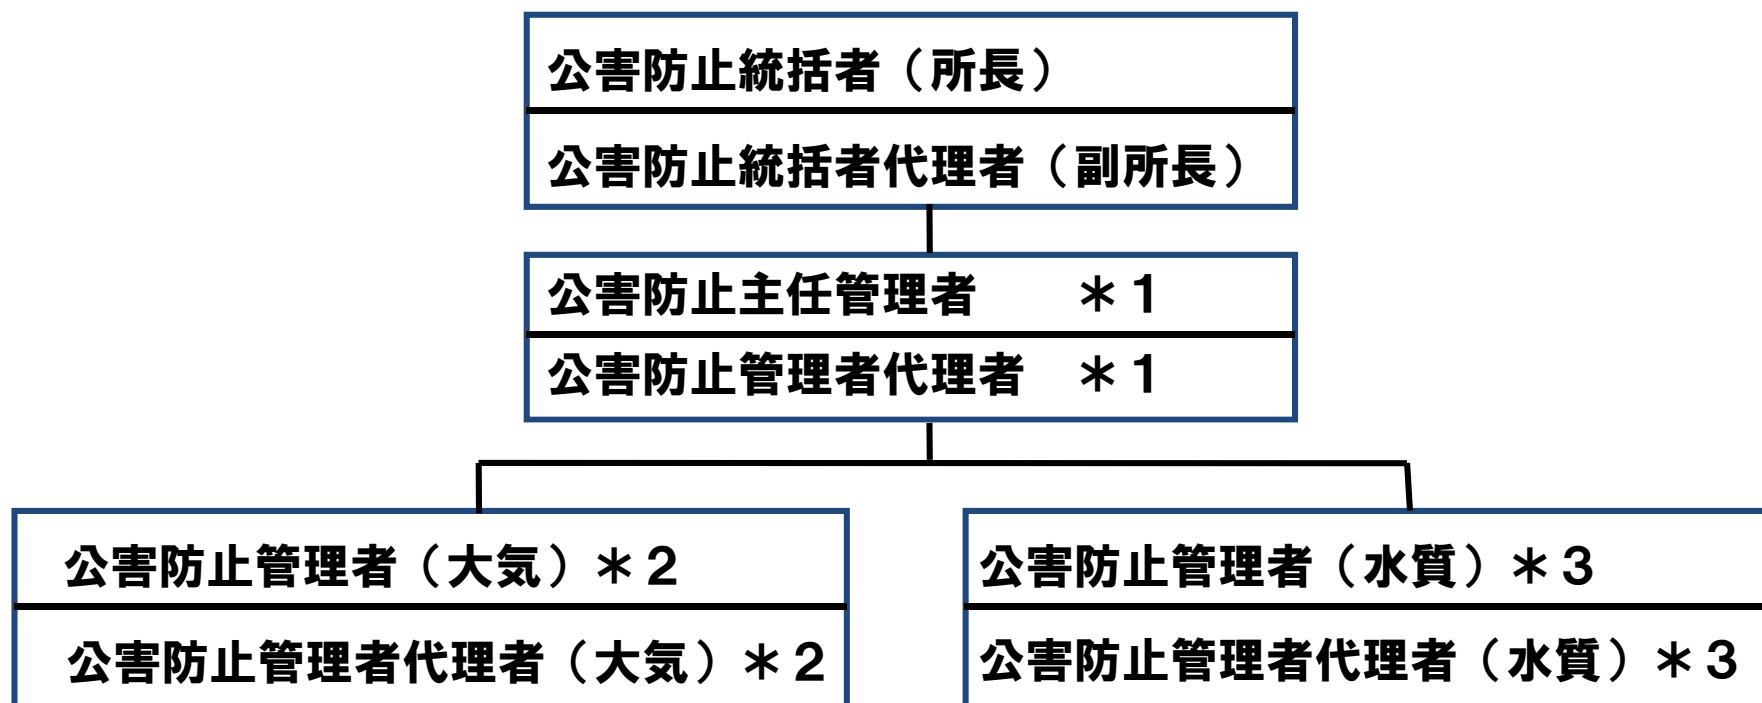 公害防止統括者（所長）
公害防止統括者代理者（副所長）
公害防止主任管理者　　＊１
公害防止管理者代理者　＊１
公害防止管理者（大気）＊２
公害防止管理者代理者（大気）＊２
公害防止管理者（水質）＊３
公害防止管理者代理者（水質）＊３